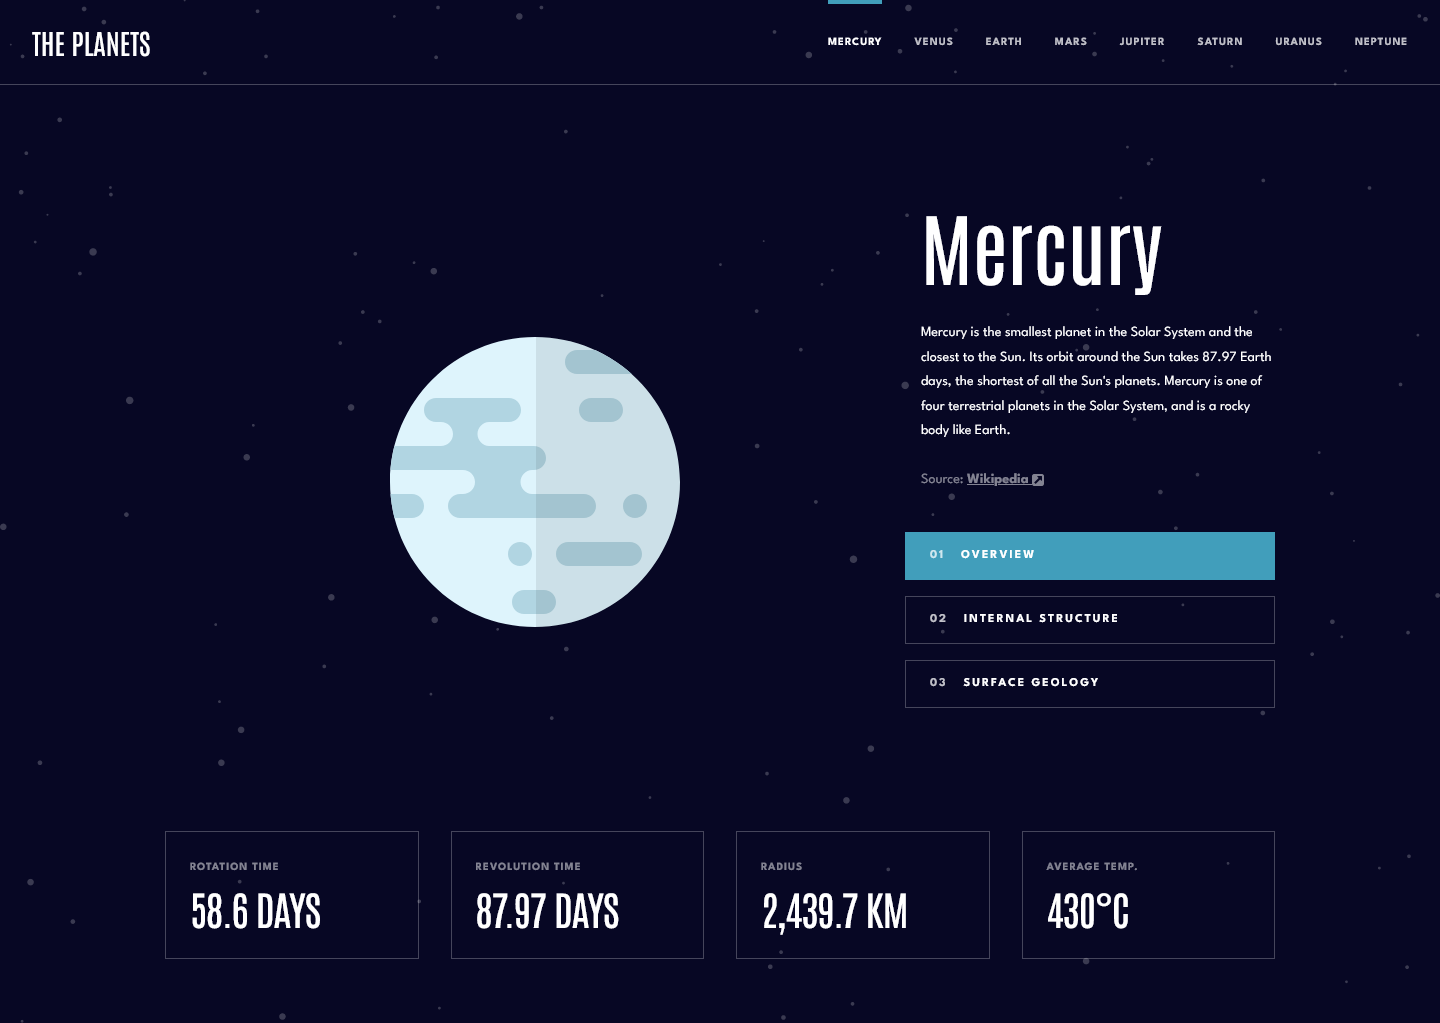 THE PLANETS
MERCURY VENUS EARTH MARS JUPITER SATURN URANUS NEPTUNE
Mercury
Mercury is the smallest planet in the Solar System and the
closest to the Sun. Its orbit around the Sun takes 87.97 Earth
days, the shortest of all the Sun's planets. Mercury is one of
four terrestrial planets in the Solar System, and is a rocky
body like Earth.
Source: Wikipedia
01 OVERVIEW
02 INTERNAL STRUCTURE
03 SURFACE GEOLOGY
ROTATION TIME
58.6 DAYS
REVOLUTION TIME
87.97 DAYS
RADIUS
2,439.7 KM
AVERAGE TEMP.
430°C